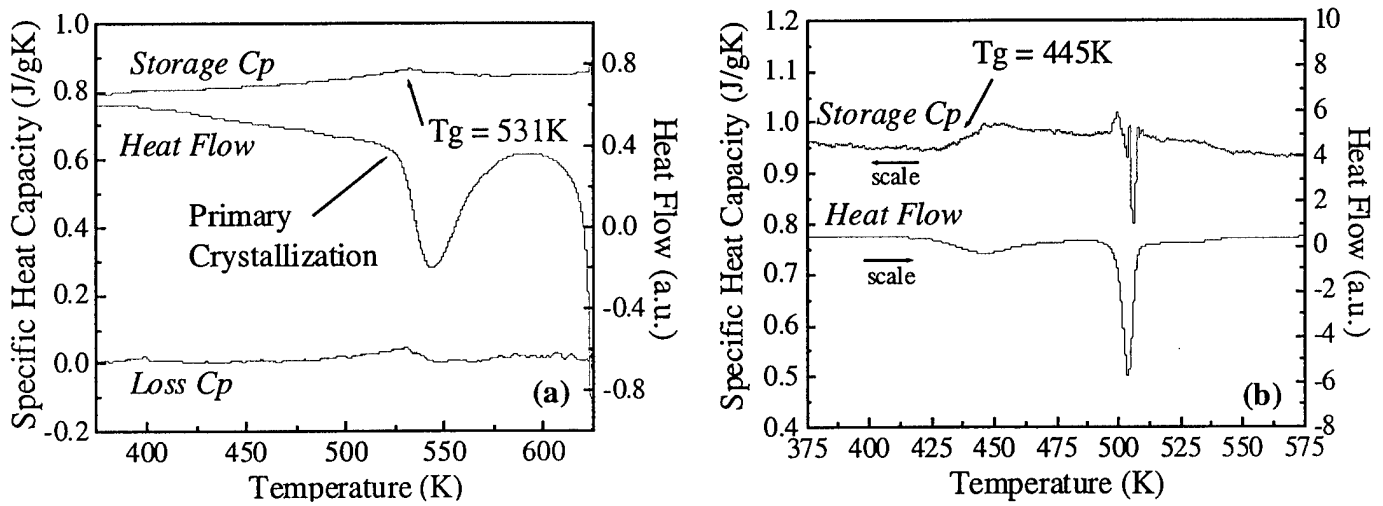 1.0
0.8
0.6
0.4
0.2
0.0
-0.2
Specific Heat Capacity (J/gK)
Storage Cp
Heat Flow
Tg = 531K
Primary
Crystallization
Loss Cp
(a)
0.8
0.4
0.0
-0.4
-0.8
Heat Flow (a.u.)
400
450
500
550
600
Temperature (K)
1.2
1.1
1.0
0.9
0.8
0.7
0.6
0.5
0.4
Specific Heat Capacity (J/gK)
Tg = 445K
Storage Cp
scale
Heat Flow
scale
(b)
10
8
6
4
2
0
-2
-4
-6
-8
Heat Flow (a.u.)
375
400
425
450
475
500
525
550
575
Temperature (K)